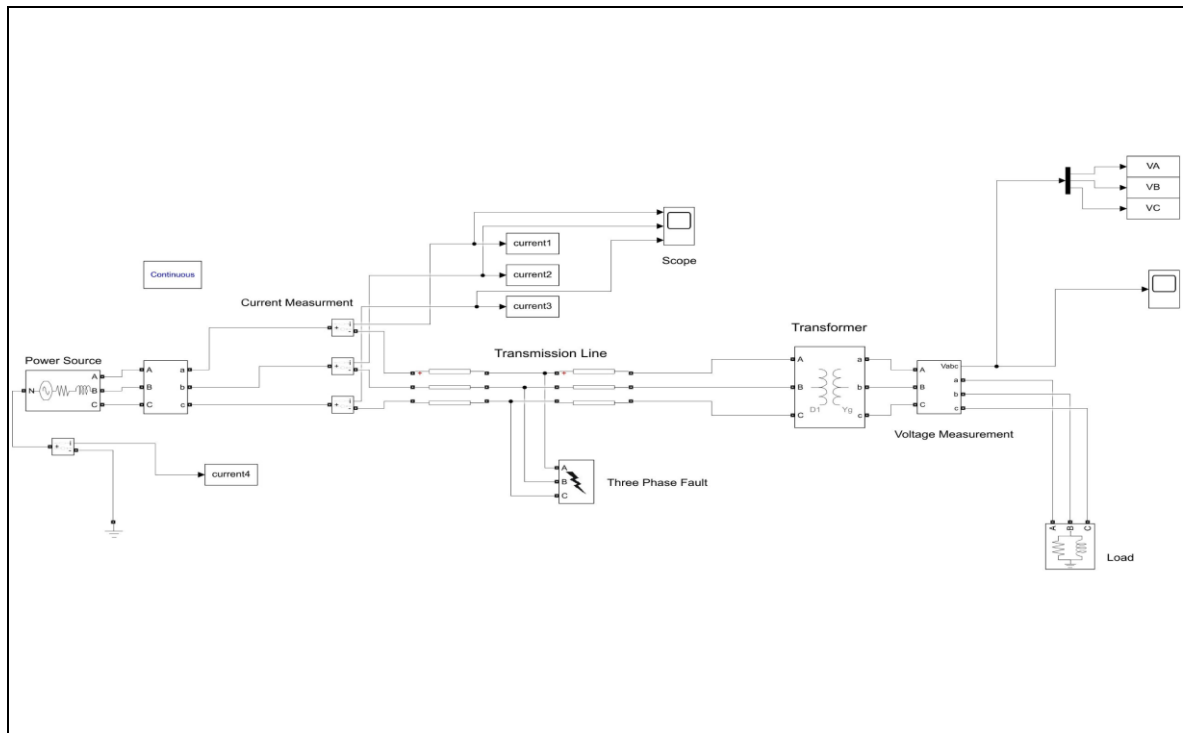 VA
VB
VC
current1
Scope
Continuous
current2
Current Measurment
current3
i
+
-
Transformer
Transmission Line
Power Source
A
A
a
i
+
-
A
a
A
Vabc
N
B
B
b
B
b
B
a
C
C
c
i
+
-
C
D1
Yg
c
C
b
c
Voltage Measurement
i
+
-
current4
A
B
C
Three Phase Fault
A
B
C
Load